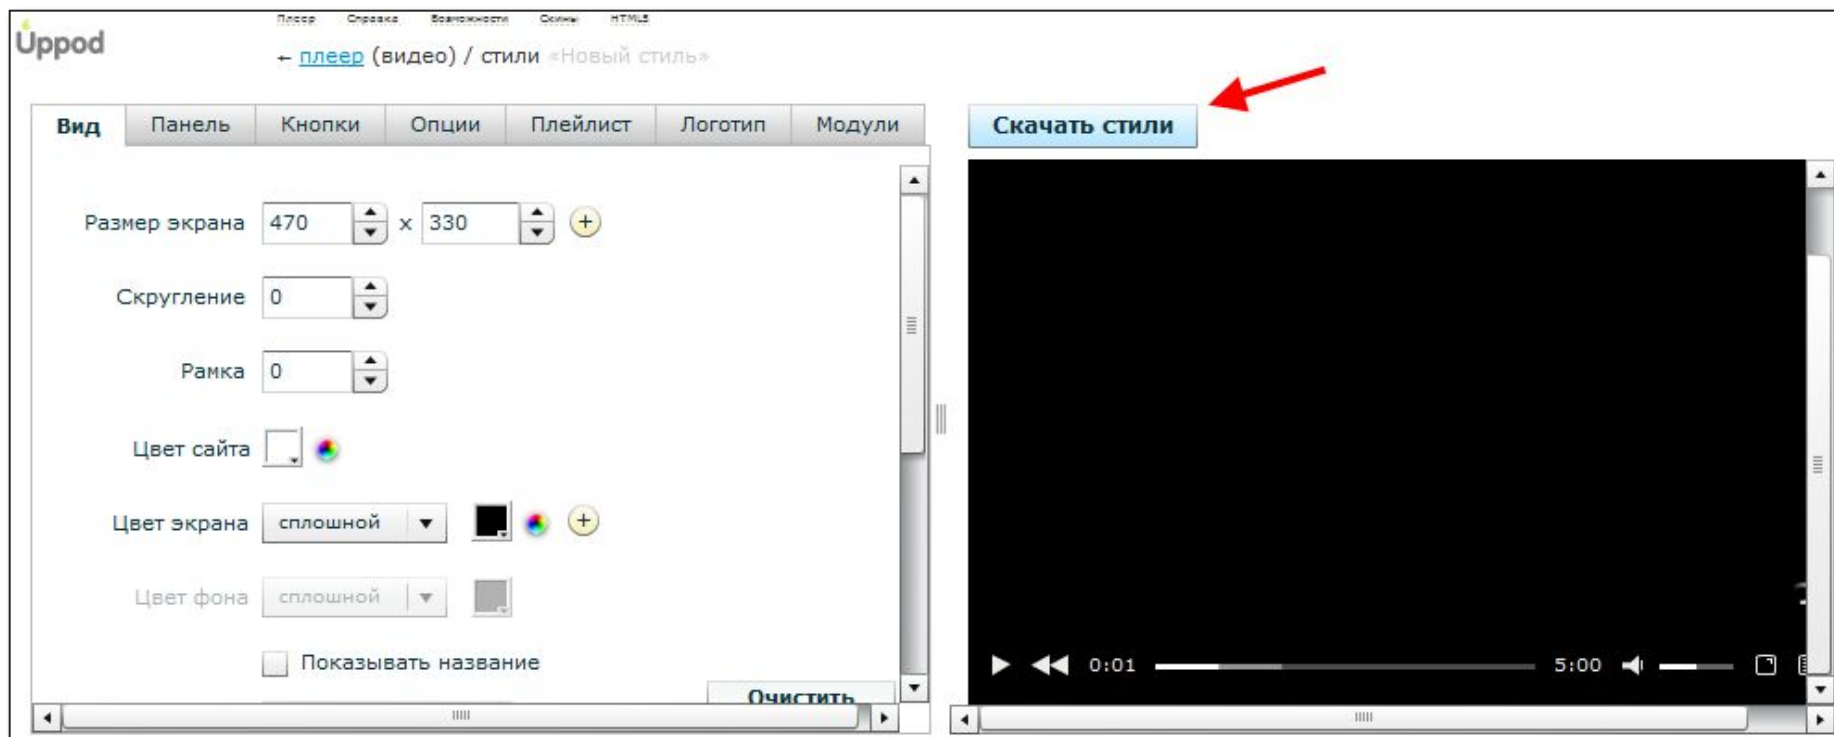 Плеер Справка Возможности Скины HTML5
Uppod
← плеер (видео) / стили «Новый стиль»
Вид Панель Кнопки Опции Плейлист Логотип Модули
Скачать стили
Размер экрана 470 x 330 +
Скругление 0
Рамка 0
Цвет сайта
Цвет экрана сплошной +
Цвет фона сплошной
Показывать название
Очистить
0:01 5:00